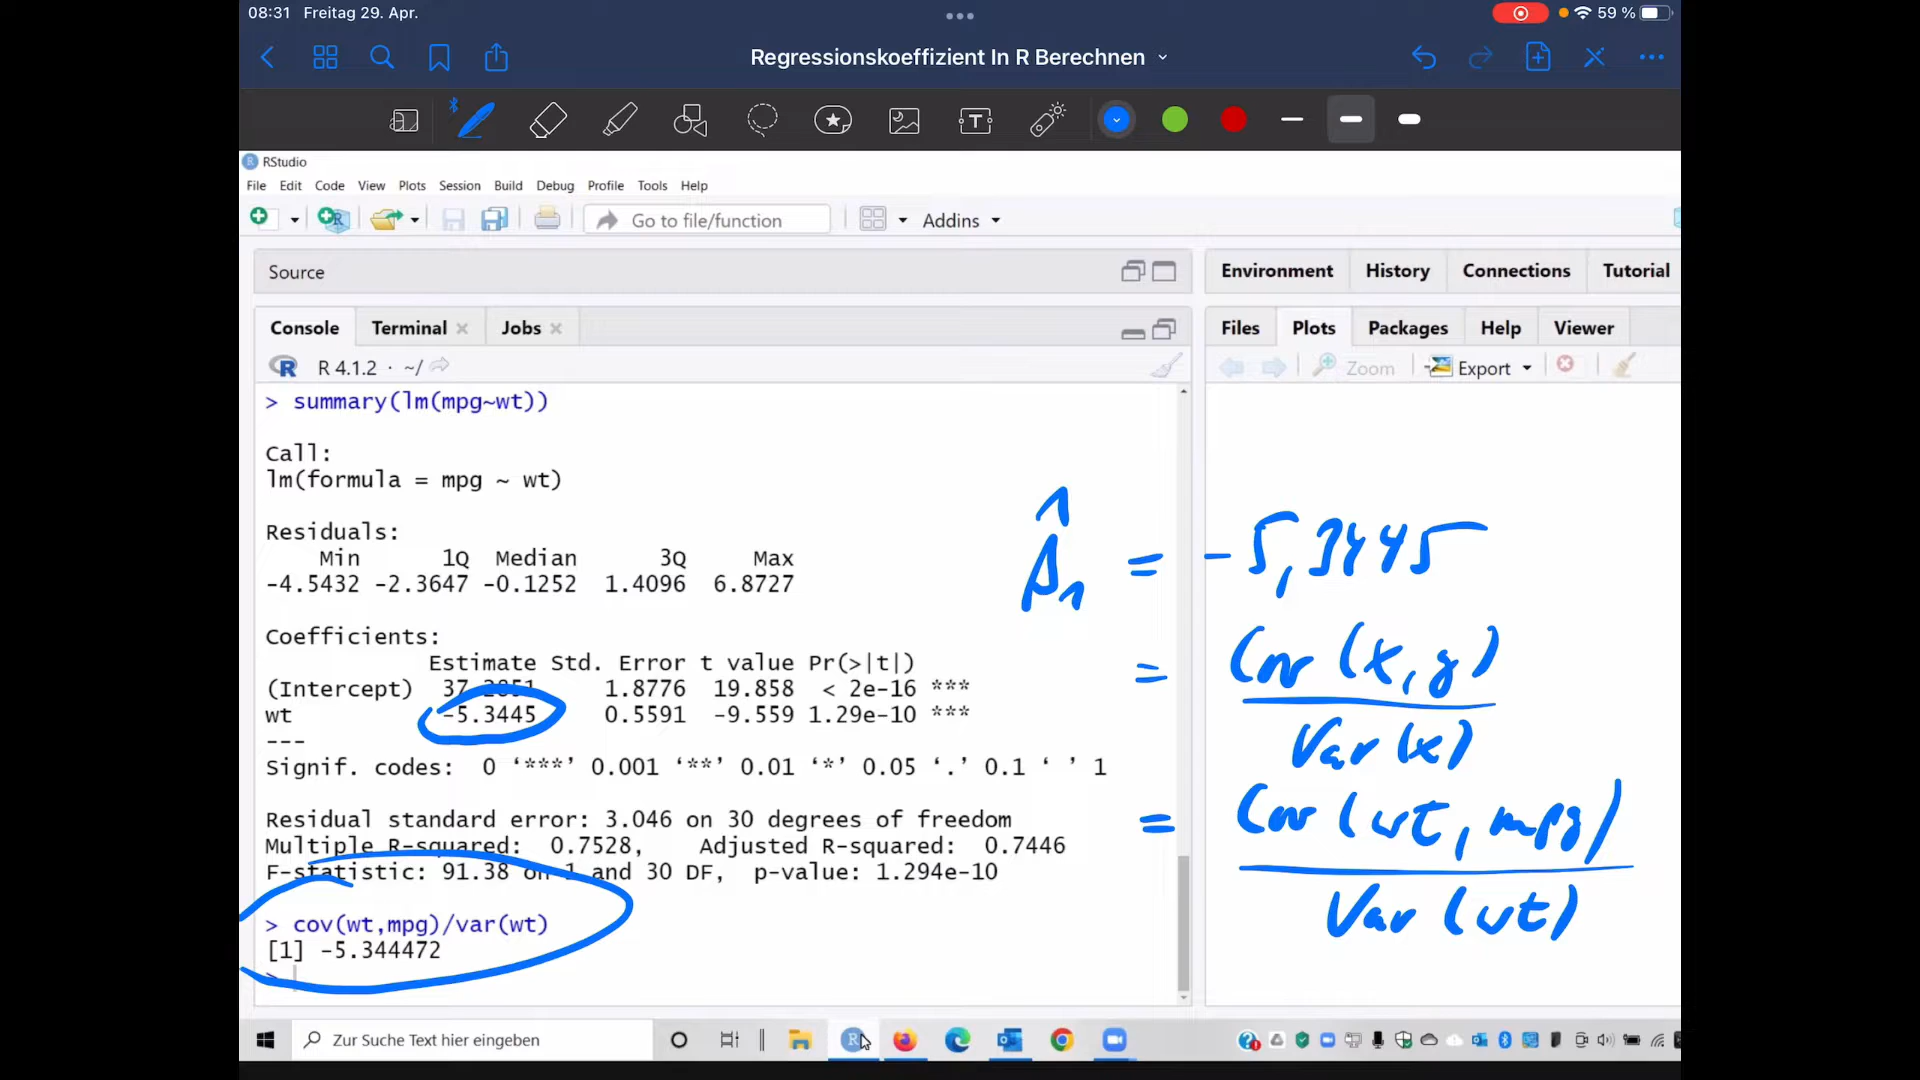 08:31 Freitag 29. Apr.
59 %
Regressionskoeffizient In R Berechnen
RStudio
File Edit Code View Plots Session Build Debug Profile Tools Help
Go to file/function
Addins
Source
Environment History Connections Tutorial
Console Terminal Jobs
Files Plots Packages Help Viewer
R 4.1.2 · ~/
Zoom Export
> summary(lm(mpg~wt))
Call:
lm(formula = mpg ~ wt)
Residuals:
Min 1Q Median 3Q Max
-4.5432 -2.3647 -0.1252 1.4096 6.8727
Coefficients:
Estimate Std. Error t value Pr(>|t|)
(Intercept) 37.2851 1.8776 19.858 < 2e-16 ***
wt -5.3445 0.5591 -9.559 1.29e-10 ***
---
Signif. codes: 0 ‘***’ 0.001 ‘**’ 0.01 ‘*’ 0.05 ‘.’ 0.1 ‘ ’ 1
Residual standard error: 3.046 on 30 degrees of freedom
Multiple R-squared: 0.7528, Adjusted R-squared: 0.7446
F-statistic: 91.38 on 1 and 30 DF, p-value: 1.294e-10
> cov(wt,mpg)/var(wt)
[1] -5.344472
>
β̂1 = -5,3445
= Cov (x,y)
Var (x)
= Cov (wt, mpg)
Var (wt)
Zur Suche Text hier eingeben